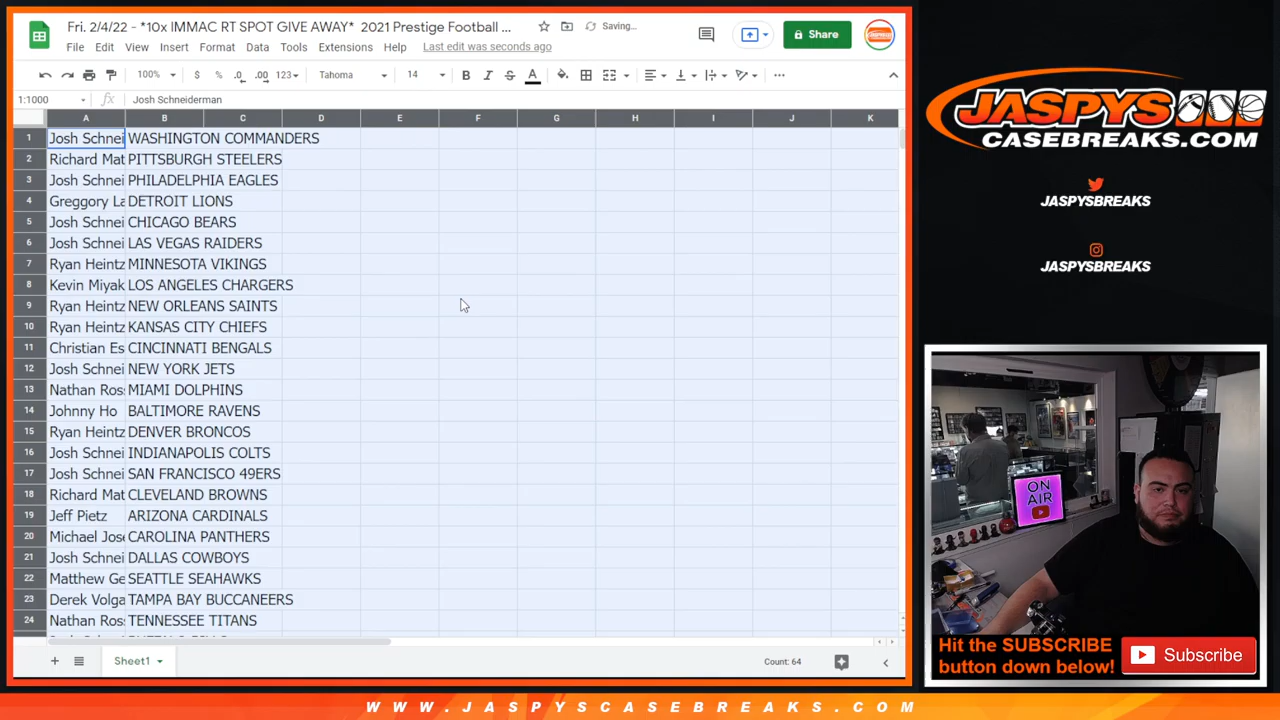 Fri. 2/4/22 - *10x IMMAC RT SPOT GIVE AWAY* 2021 Prestige Football ...
Saving...
Share
File Edit View Insert Format Data Tools Extensions Help Last edit was seconds ago
100% $ % .0 .00 123 Tahoma 14 B I S A
1:1000 fx Josh Schneiderman
A B C D E F G H I J K
1 Josh Schnei WASHINGTON COMMANDERS
2 Richard Mat PITTSBURGH STEELERS
3 Josh Schnei PHILADELPHIA EAGLES
4 Greggory La DETROIT LIONS
5 Josh Schnei CHICAGO BEARS
6 Josh Schnei LAS VEGAS RAIDERS
7 Ryan Heintz MINNESOTA VIKINGS
8 Kevin Miyak LOS ANGELES CHARGERS
9 Ryan Heintz NEW ORLEANS SAINTS
10 Ryan Heintz KANSAS CITY CHIEFS
11 Christian Es CINCINNATI BENGALS
12 Josh Schnei NEW YORK JETS
13 Nathan Ross MIAMI DOLPHINS
14 Johnny Ho BALTIMORE RAVENS
15 Ryan Heintz DENVER BRONCOS
16 Josh Schnei INDIANAPOLIS COLTS
17 Josh Schnei SAN FRANCISCO 49ERS
18 Richard Mat CLEVELAND BROWNS
19 Jeff Pietz ARIZONA CARDINALS
20 Michael Jose CAROLINA PANTHERS
21 Josh Schnei DALLAS COWBOYS
22 Matthew Ge SEATTLE SEAHAWKS
23 Derek Volga TAMPA BAY BUCCANEERS
24 Nathan Ross TENNESSEE TITANS
Sheet1
Count: 64
JASPYS
CASEBREAKS.COM
JASPYSBREAKS
JASPYSBREAKS
ON
AIR
Hit the SUBSCRIBE
button down below!
Subscribe
WWW.JASPYSCASEBREAKS.COM